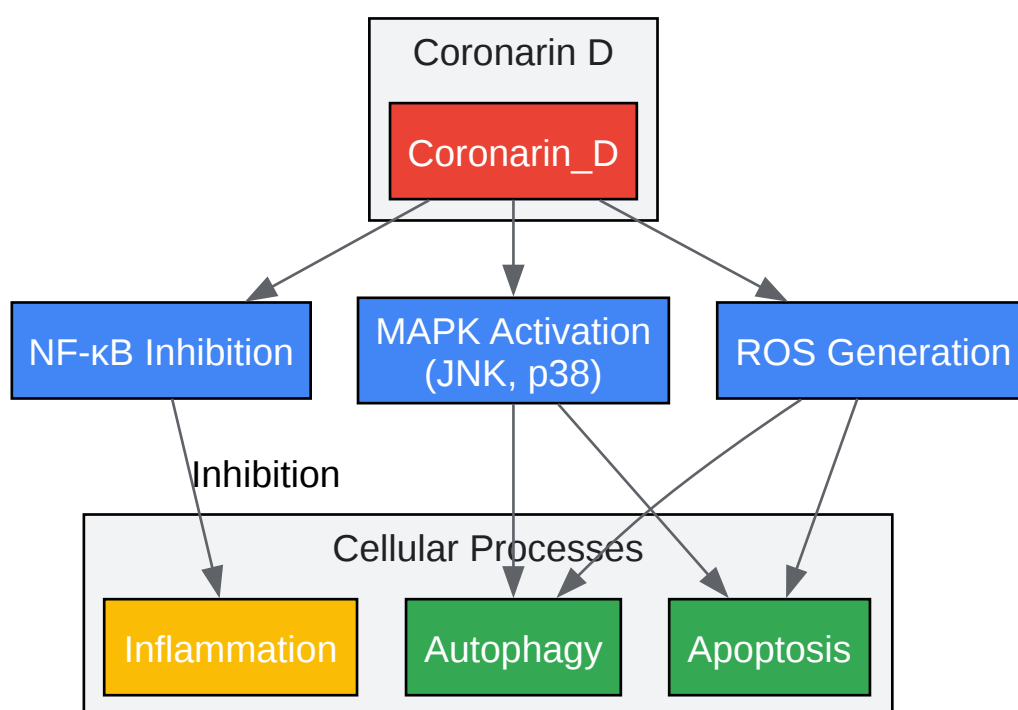 Coronarin D
Coronarin_D
NF-κB Inhibition
MAPK Activation
(JNK, p38)
ROS Generation
Inhibition
Cellular Processes
Inflammation
Autophagy
Apoptosis